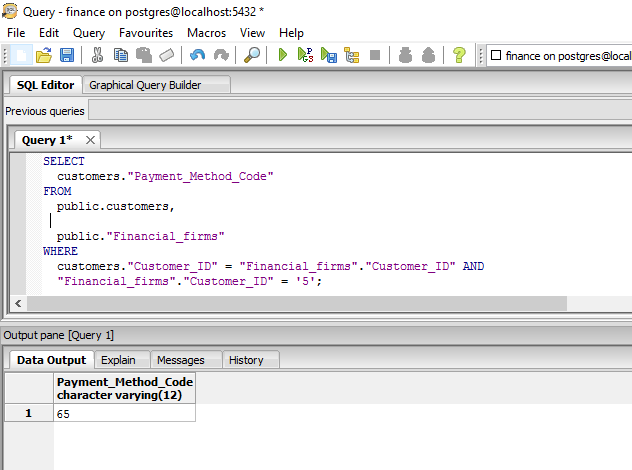 Query - finance on postgres@localhost:5432 *
File Edit Query Favourites Macros View Help
finance on postgres@local
SQL Editor Graphical Query Builder
Previous queries
Query 1*
SELECT
customers."Payment_Method_Code"
FROM
public.customers,
public."Financial_firms"
WHERE
customers."Customer_ID" = "Financial_firms"."Customer_ID" AND
"Financial_firms"."Customer_ID" = '5';
Output pane [Query 1]
Data Output Explain Messages History
Payment_Method_Code
character varying(12)
1 65